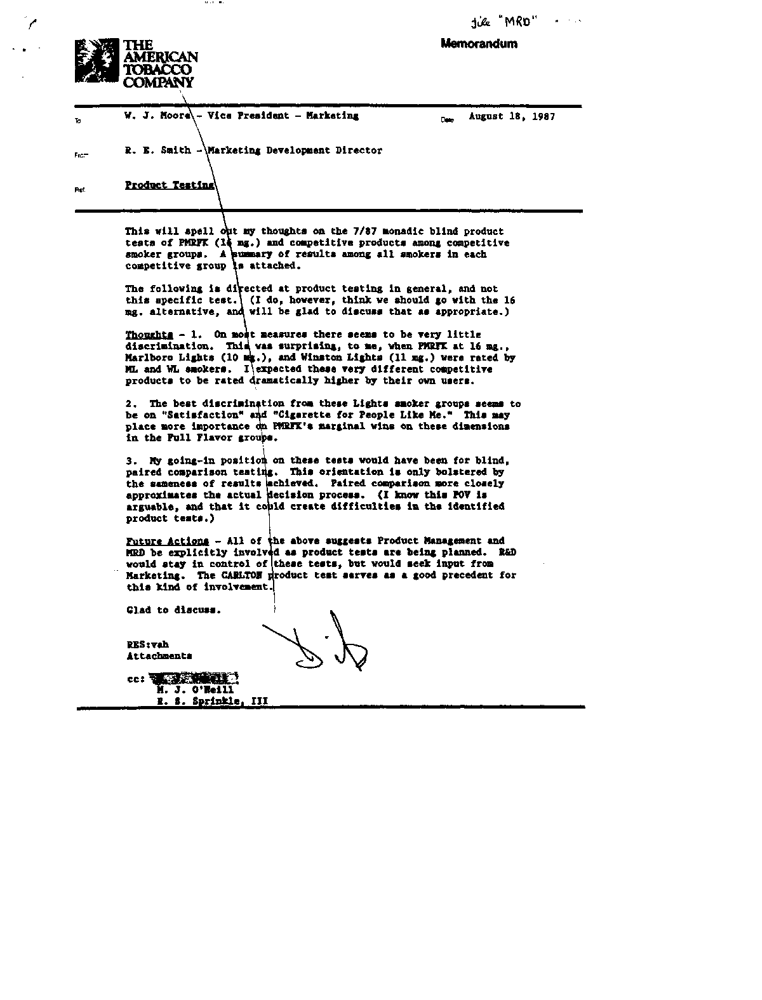 file "MRD"
Memorandum
THE
AMERICAN
TOBACCO
COMPANY
To W. J. Moore - Vice President - Marketing Date August 18, 1987
From R. E. Smith - Marketing Development Director
Ref. Product Testing
This will spell out my thoughts on the 7/87 monadic blind product
tests of PMRFK (16 mg.) and competitive products among competitive
smoker groups. A summary of results among all smokers in each
competitive group is attached.
The following is directed at product testing in general, and not
this specific test. (I do, however, think we should go with the 16
mg. alternative, and will be glad to discuss that as appropriate.)
Thoughts - 1. On most measures there seems to be very little
discrimination. This was surprising, to me, when PMRFK at 16 mg.,
Marlboro Lights (10 mg.), and Winston Lights (11 mg.) were rated by
ML and WL smokers. I expected these very different competitive
products to be rated dramatically higher by their own users.
2. The best discrimination from these Lights smoker groups seems to
be on "Satisfaction" and "Cigarette for People Like Me." This may
place more importance on PMRFK's marginal wins on these dimensions
in the Full Flavor groups.
3. My going-in position on these tests would have been for blind,
paired comparison testing. This orientation is only bolstered by
the sameness of results achieved. Paired comparison more closely
approximates the actual decision process. (I know this POV is
arguable, and that it could create difficulties in the identified
product tests.)
Future Actions - All of the above suggests Product Management and
MRD be explicitly involved as product tests are being planned. R&D
would stay in control of these tests, but would seek input from
Marketing. The CARLTON product test serves as a good precedent for
this kind of involvement.
Glad to discuss.
RES:vah
Attachments
cc:
M. J. O'Neill
R. S. Sprinkle, III